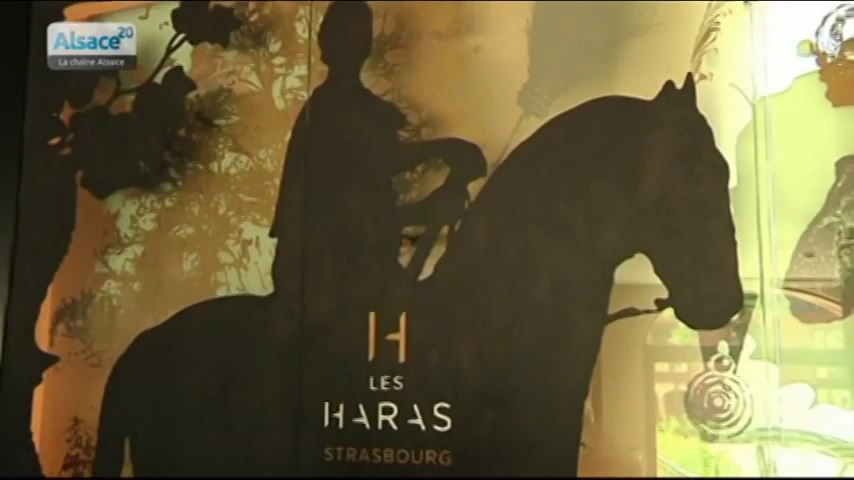 Alsace20
La chaîne Alsace
H
LES
HARAS
STRASBOURG